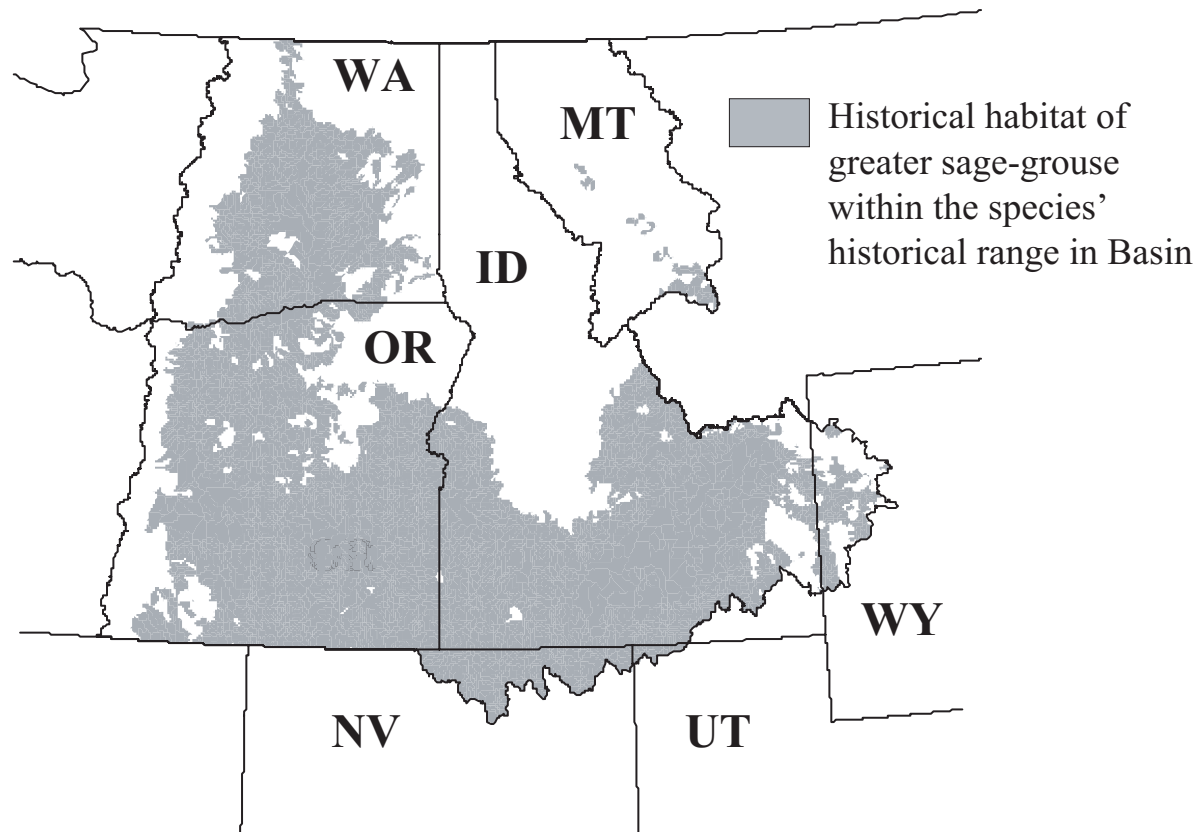 WA
MT
Historical habitat of
greater sage-grouse
within the species’
historical range in Basin
ID
OR
OR
WY
NV
UT